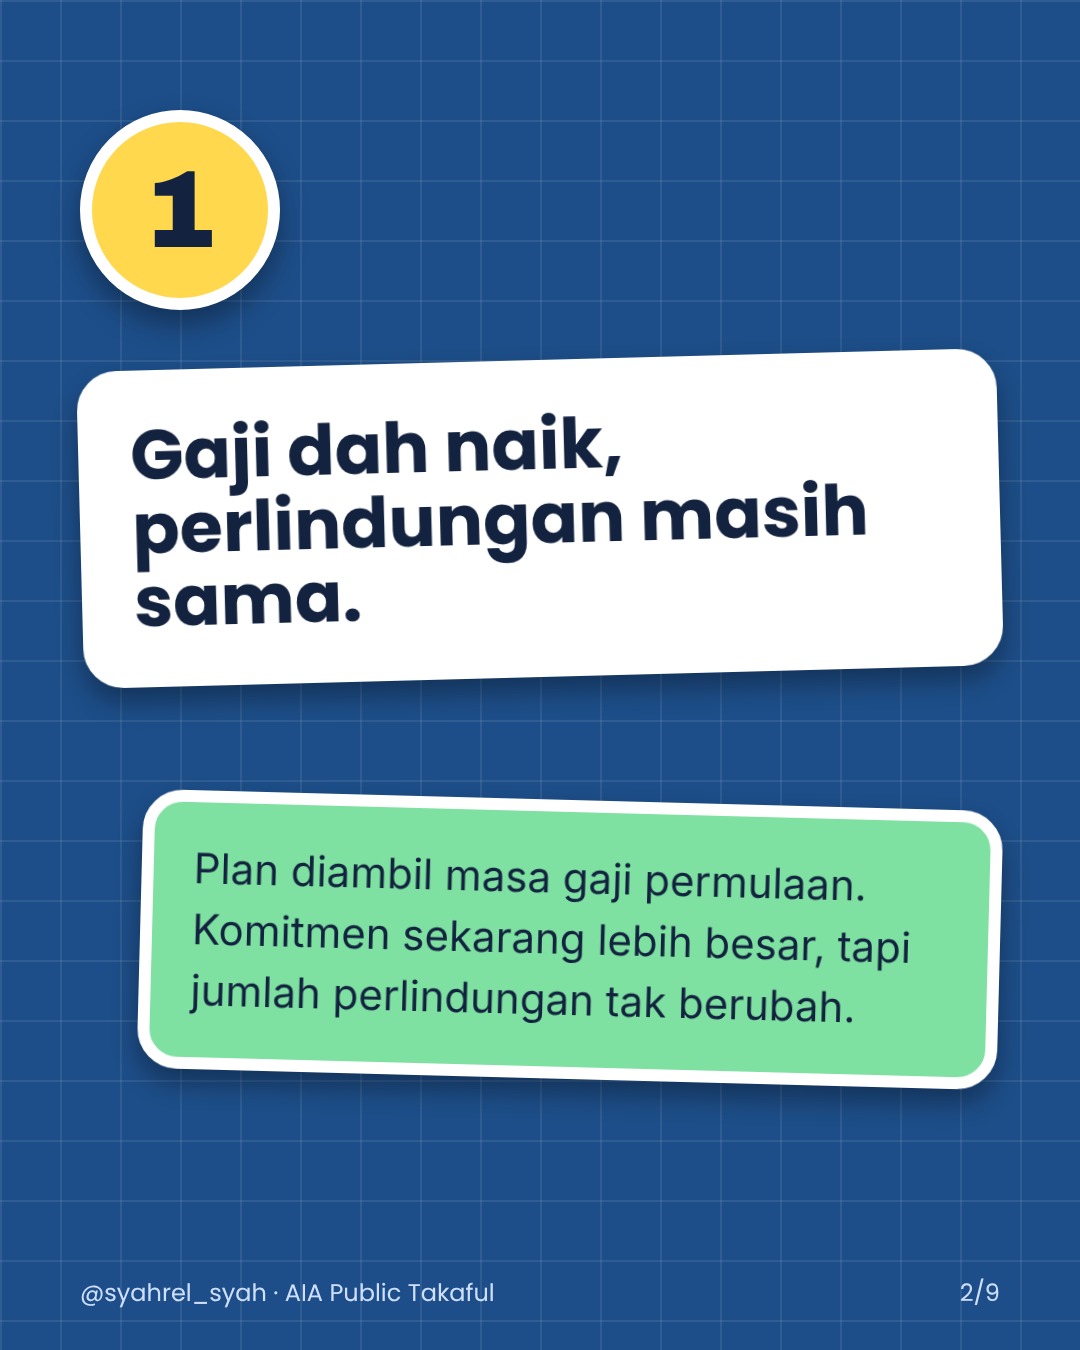 1
Gaji dah naik,
perlindungan masih
sama.
Plan diambil masa gaji permulaan.
Komitmen sekarang lebih besar, tapi
jumlah perlindungan tak berubah.
@syahrel_syah · AIA Public Takaful
2/9